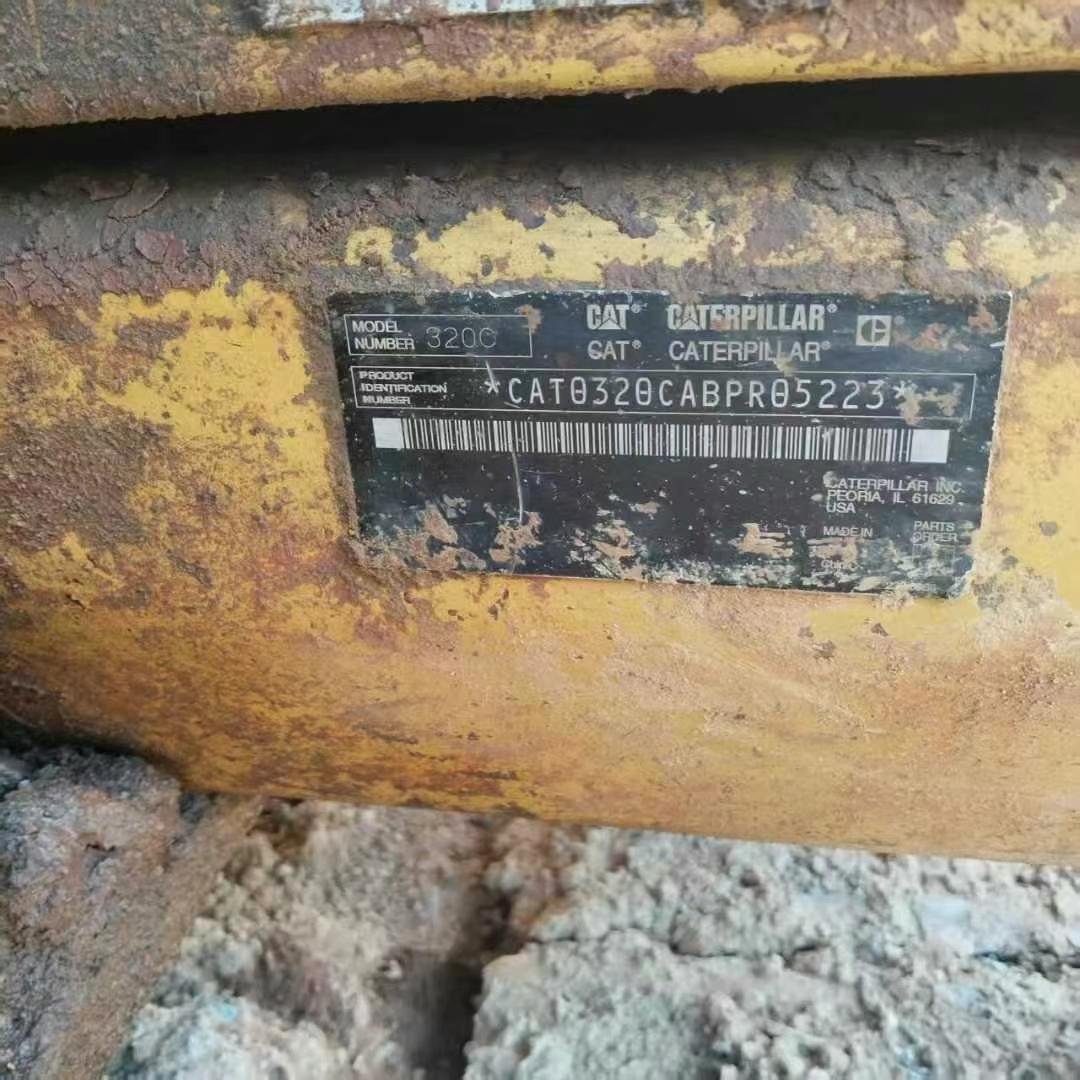 MODEL NUMBER 320C
CAT® CATERPILLAR®
CAT® CATERPILLAR®
PRODUCT IDENTIFICATION NUMBER *CAT0320CABPR05223*
CATERPILLAR INC
PEORIA, IL 61629
USA
MADE IN
PARTS ORDER